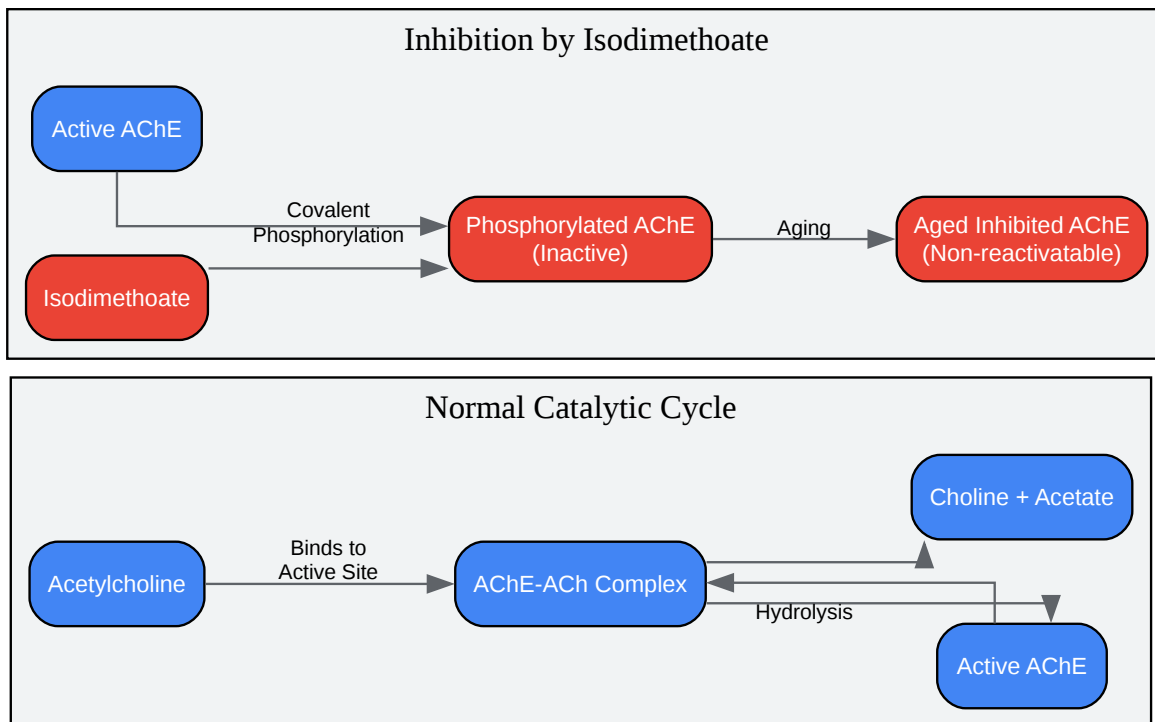 Inhibition by Isodimethoate
Active AChE
Covalent
Phosphorylation
Isodimethoate
Phosphorylated AChE
(Inactive)
Aging
Aged Inhibited AChE
(Non-reactivatable)
Normal Catalytic Cycle
Acetylcholine
Binds to
Active Site
AChE-ACh Complex
Hydrolysis
Choline + Acetate
Active AChE